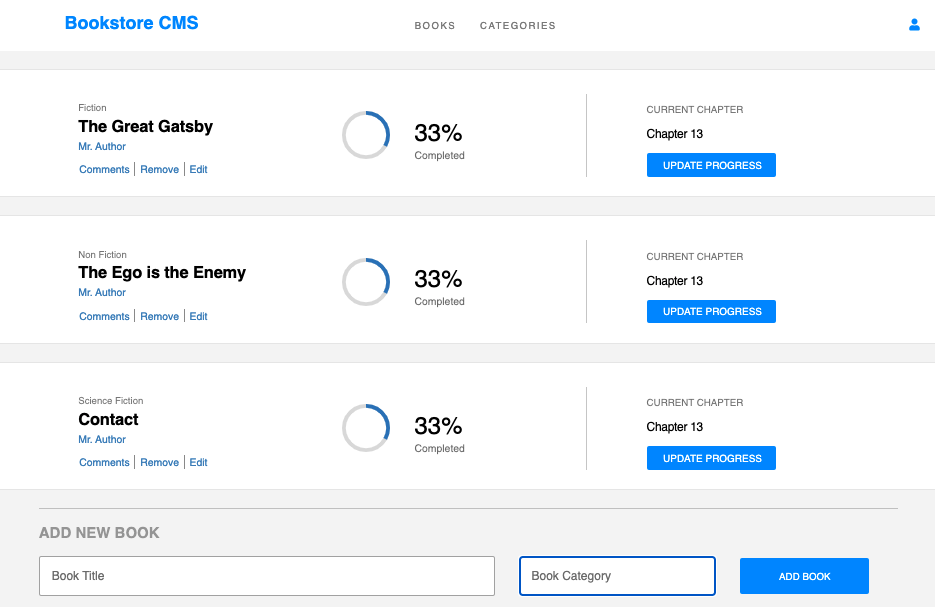 Bookstore CMS
BOOKS
CATEGORIES
Fiction
The Great Gatsby
Mr. Author
Comments
Remove
Edit
33%
Completed
CURRENT CHAPTER
Chapter 13
UPDATE PROGRESS
Non Fiction
The Ego is the Enemy
Mr. Author
Comments
Remove
Edit
33%
Completed
CURRENT CHAPTER
Chapter 13
UPDATE PROGRESS
Science Fiction
Contact
Mr. Author
Comments
Remove
Edit
33%
Completed
CURRENT CHAPTER
Chapter 13
UPDATE PROGRESS
ADD NEW BOOK
Book Title
Book Category
ADD BOOK